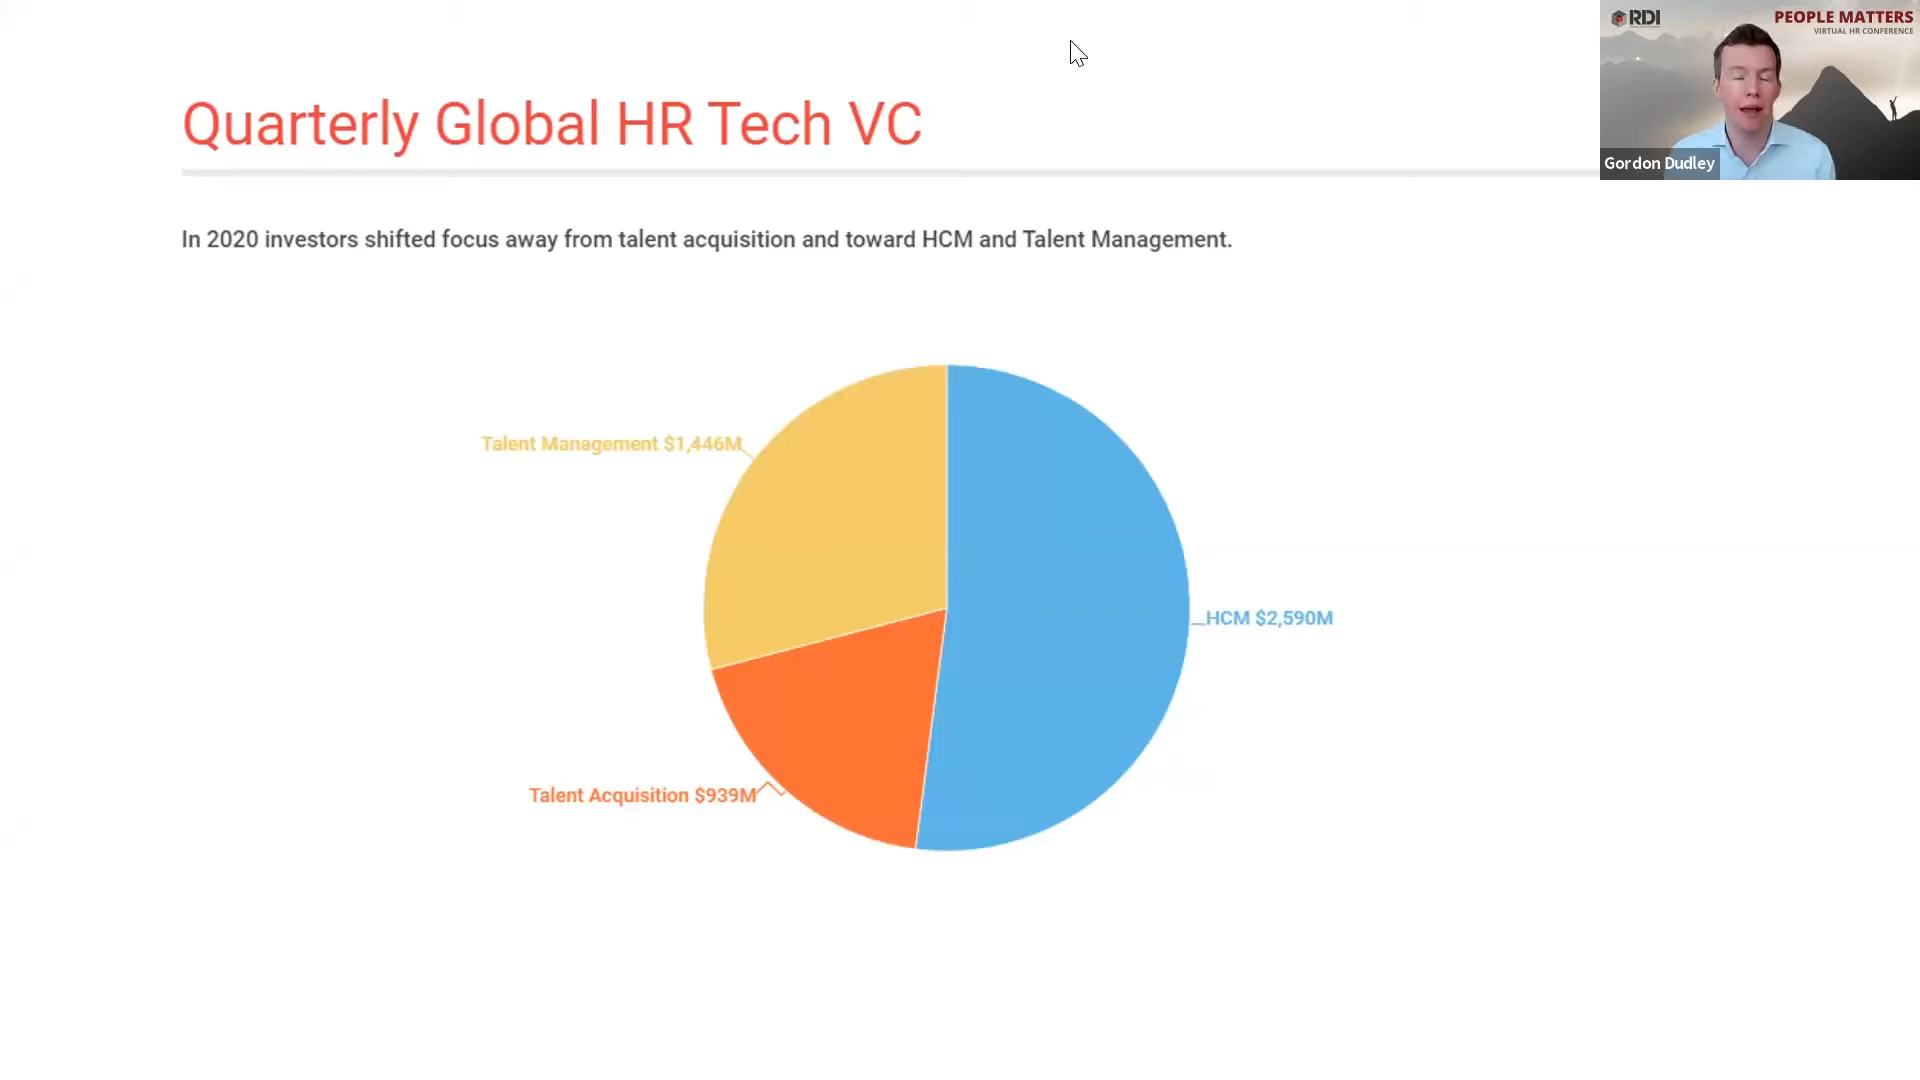 RDI
PEOPLE MATTERS
VIRTUAL HR CONFERENCE
Gordon Dudley
Quarterly Global HR Tech VC
In 2020 investors shifted focus away from talent acquisition and toward HCM and Talent Management.
Talent Management $1,446M
HCM $2,590M
Talent Acquisition $939M